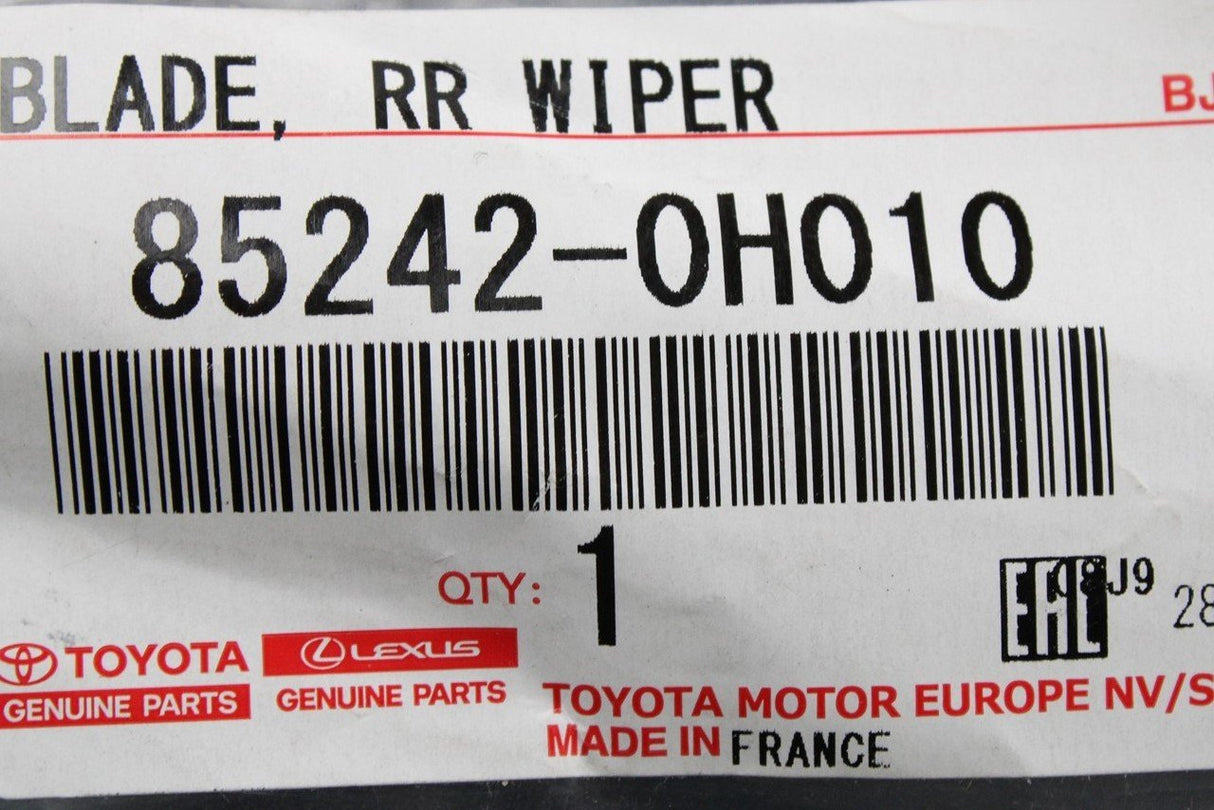 BLADE, RR WIPER
BJ
85242-0H010
QTY: 1
EAC
C8J9
28
TOYOTA
GENUINE PARTS
LEXUS
GENUINE PARTS
TOYOTA MOTOR EUROPE NV/S
MADE IN FRANCE